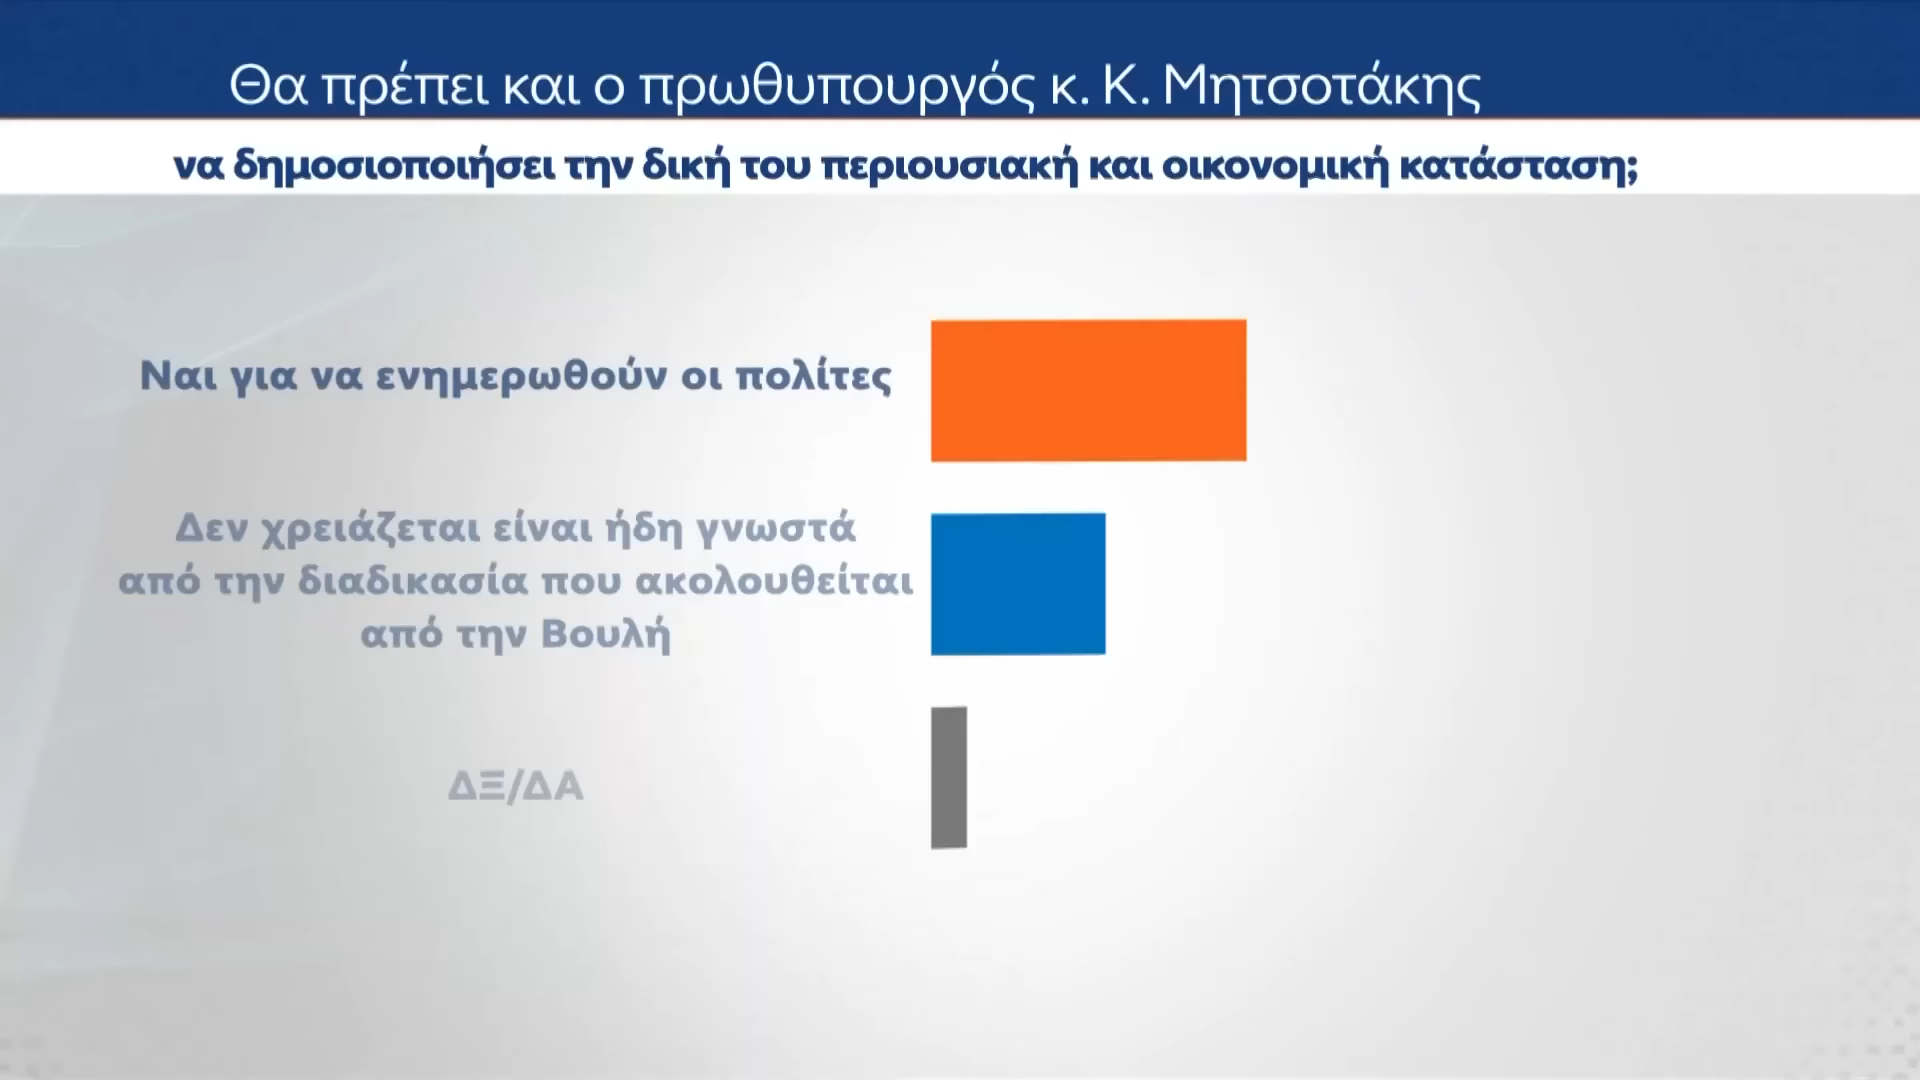 Θα πρέπει και ο πρωθυπουργός κ. Κ. Μητσοτάκης
να δημοσιοποιήσει την δική του περιουσιακή και οικονομική κατάσταση;
Ναι για να ενημερωθούν οι πολίτες
Δεν χρειάζεται είναι ήδη γνωστά
από την διαδικασία που ακολουθείται
από την Βουλή
ΔΞ/ΔΑ